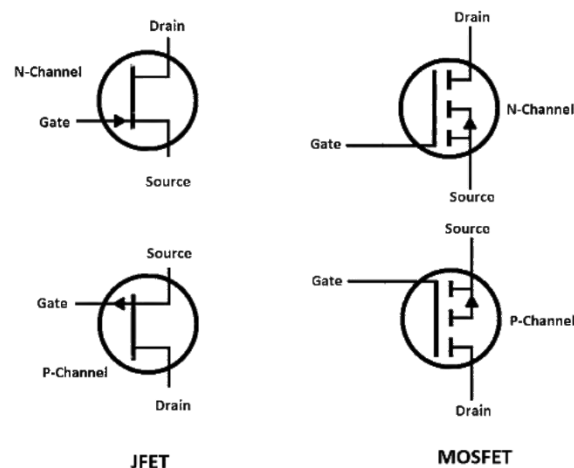 Drain
N-Channel
Gate
Source
Drain
N-Channel
Gate
Source
Source
Gate
P-Channel
Drain
Source
Gate
P-Channel
Drain
JFET
MOSFET